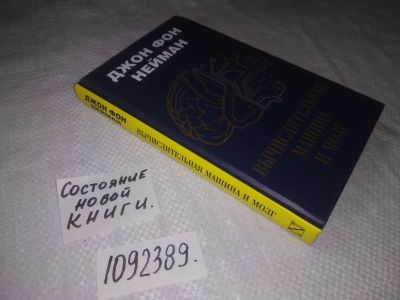 ДЖОН ФОН
НЕЙМАН
ВЫЧИСЛИТЕЛЬНАЯ
МАШИНА
И МОЗГ
ДЖОН ФОН
НЕЙМАН
ВЫЧИСЛИТЕЛЬНАЯ МАШИНА И МОЗГ
Состояние
новой
КНИГИ.
1092389.